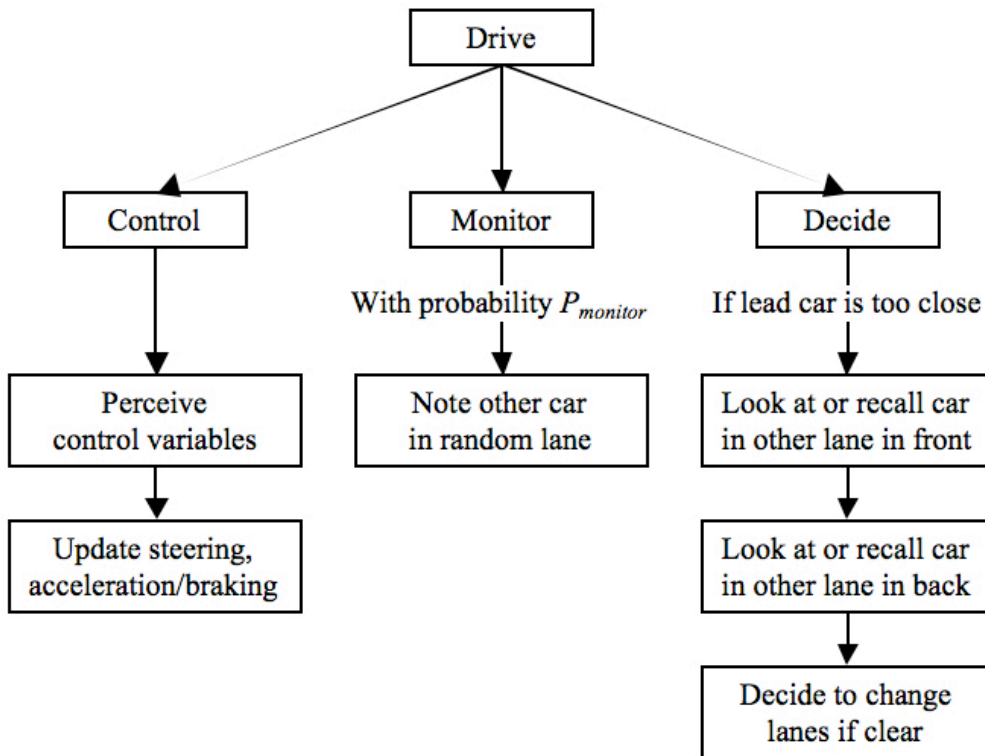 Drive
Control
Monitor
Decide
With probability P_monitor
If lead car is too close
Perceive
control variables
Note other car
in random lane
Look at or recall car
in other lane in front
Update steering,
acceleration/braking
Look at or recall car
in other lane in back
Decide to change
lanes if clear